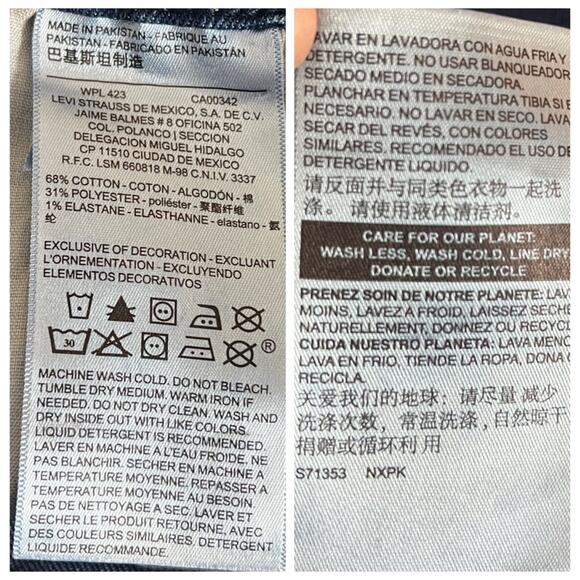 MADE IN PAKISTAN - FABRIQUÉ AU
PAKISTAN - FABRICADO EN PAKISTÁN
巴基斯坦制造
WPL 423 CA00342
LEVI STRAUSS DE MEXICO, S.A. DE C.V.
JAIME BALMES # 8 OFICINA 502
COL. POLANCO | SECCION
DELEGACION MIGUEL HIDALGO
CP 11510 CIUDAD DE MEXICO
R.F.C. LSM 660818 M-98 C.N.I.V. 3337
68% COTTON - COTON - ALGODÓN - 棉
31% POLYESTER - poliéster - 聚酯纤维
1% ELASTANE - ELASTHANNE - elastano - 氨
纶
EXCLUSIVE OF DECORATION - EXCLUANT
L'ORNEMENTATION - EXCLUYENDO
ELEMENTOS DECORATIVOS
30
®
MACHINE WASH COLD. DO NOT BLEACH.
TUMBLE DRY MEDIUM. WARM IRON IF
NEEDED. DO NOT DRY CLEAN. WASH AND
DRY INSIDE OUT WITH LIKE COLORS.
LIQUID DETERGENT IS RECOMMENDED.
LAVER EN MACHINE A L'EAU FROIDE. NE
PAS BLANCHIR. SECHER EN MACHINE A
TEMPERATURE MOYENNE. REPASSER A
TEMPERATURE MOYENNE AU BESOIN.
PAS DE NETTOYAGE A SEC. LAVER ET
SECHER LE PRODUIT RETOURNE, AVEC
DES COULEURS SIMILAIRES. DETERGENT
LIQUIDE RECOMMANDE.
LAVAR EN LAVADORA CON AGUA FRIA Y
DETERGENTE. NO USAR BLANQUEADOR
SECADO MEDIO EN SECADORA.
PLANCHAR EN TEMPERATURA TIBIA SI E
NECESARIO. NO LAVAR EN SECO. LAVA
SECAR DEL REVÉS, CON COLORES
SIMILARES. RECOMENDADO EL USO DE
DETERGENTE LIQUIDO.
请反面并与同类色衣物一起洗
涤。请使用液体清洁剂。
CARE FOR OUR PLANET:
WASH LESS, WASH COLD, LINE DRY
DONATE OR RECYCLE
PRENEZ SOIN DE NOTRE PLANETE: LAV
MOINS, LAVEZ A FROID, LAISSEZ SECHE
NATURELLEMENT, DONNEZ OU RECYCL
CUIDA NUESTRO PLANETA: LAVA MENO
LAVA EN FRIO, TIENDE LA ROPA, DONA O
RECICLA.
关爱我们的地球：请尽量 减少
洗涤次数，常温洗涤，自然晾干
捐赠或循环利用
S71353 NXPK